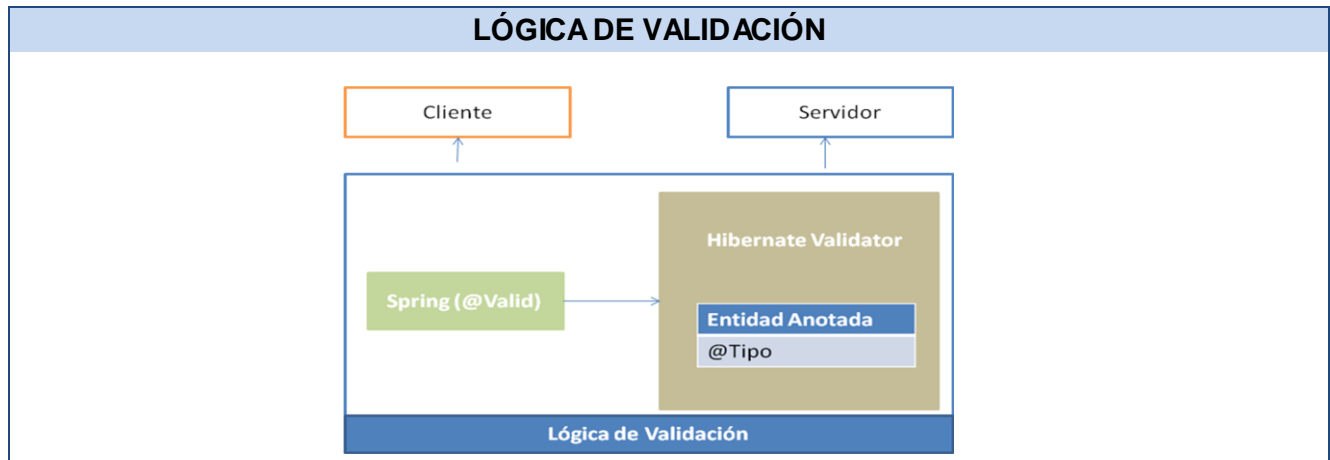 LÓGICA DE VALIDACIÓN
Cliente
Servidor
Hibernate Validator
Spring (@Valid)
Entidad Anotada
@Tipo
Lógica de Validación